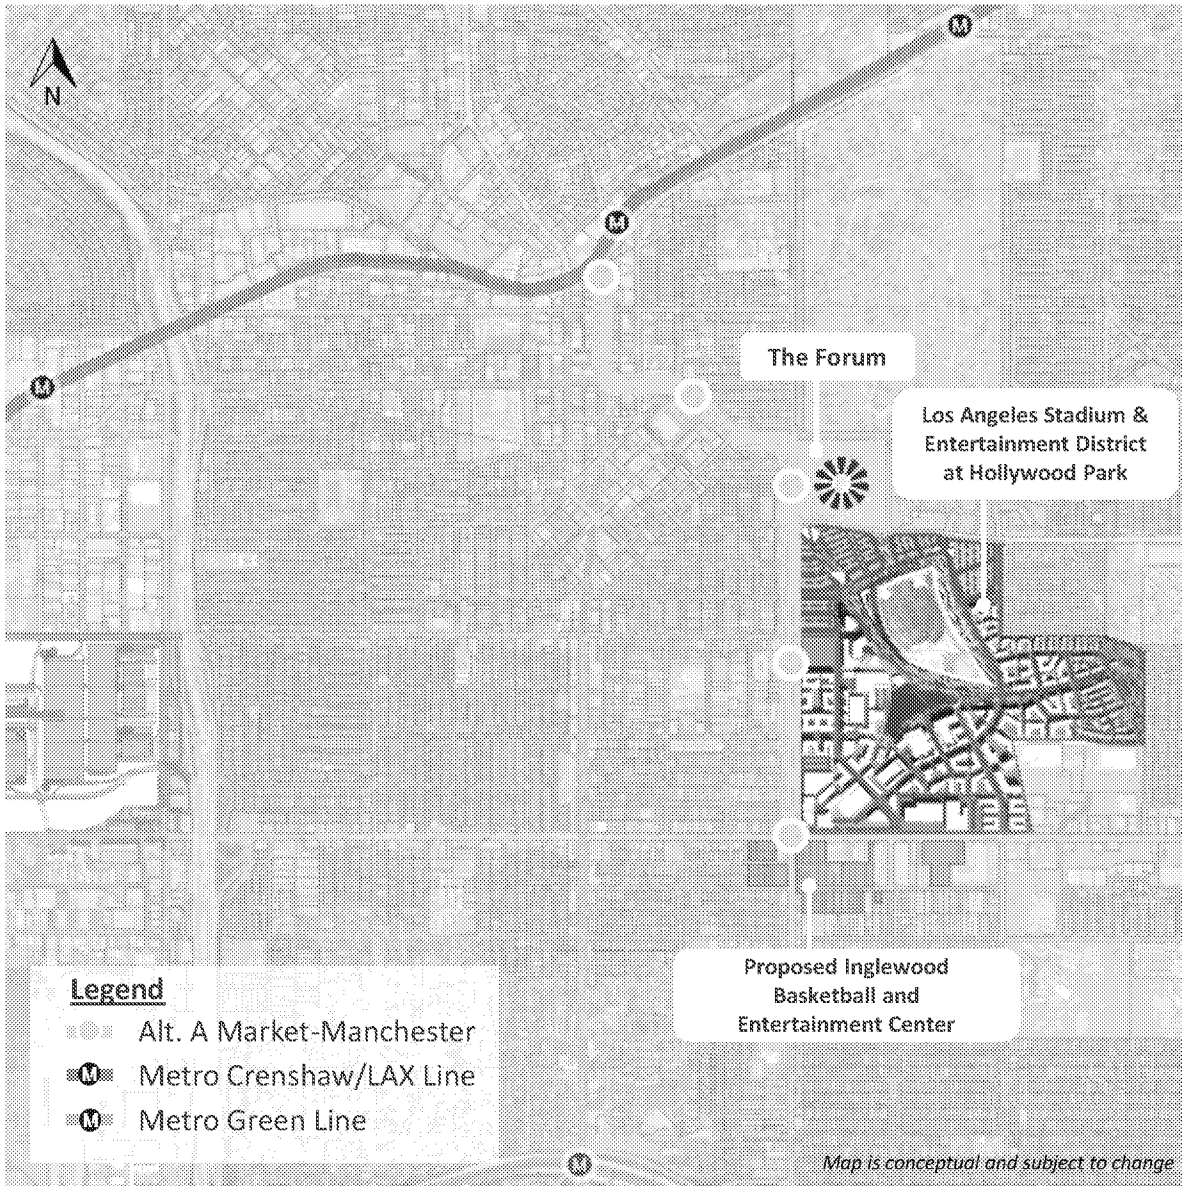 M
N
M
M
The Forum
Los Angeles Stadium &
Entertainment District
at Hollywood Park
Proposed Inglewood
Basketball and
Entertainment Center
Legend
Alt. A Market-Manchester
M Metro Crenshaw/LAX Line
M Metro Green Line
M
Map is conceptual and subject to change